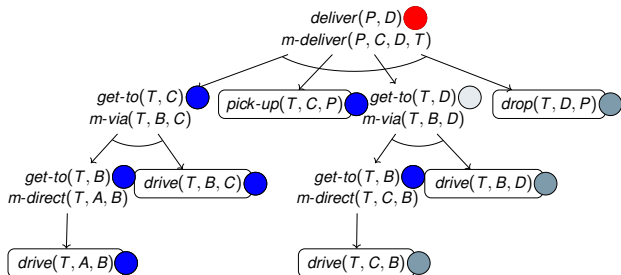 deliver(P, D)
m-deliver(P, C, D, T)
get-to(T, C)
m-via(T, B, C)
pick-up(T, C, P)
get-to(T, D)
m-via(T, B, D)
drop(T, D, P)
get-to(T, B)
m-direct(T, A, B)
drive(T, B, C)
get-to(T, B)
m-direct(T, C, B)
drive(T, B, D)
drive(T, A, B)
drive(T, C, B)